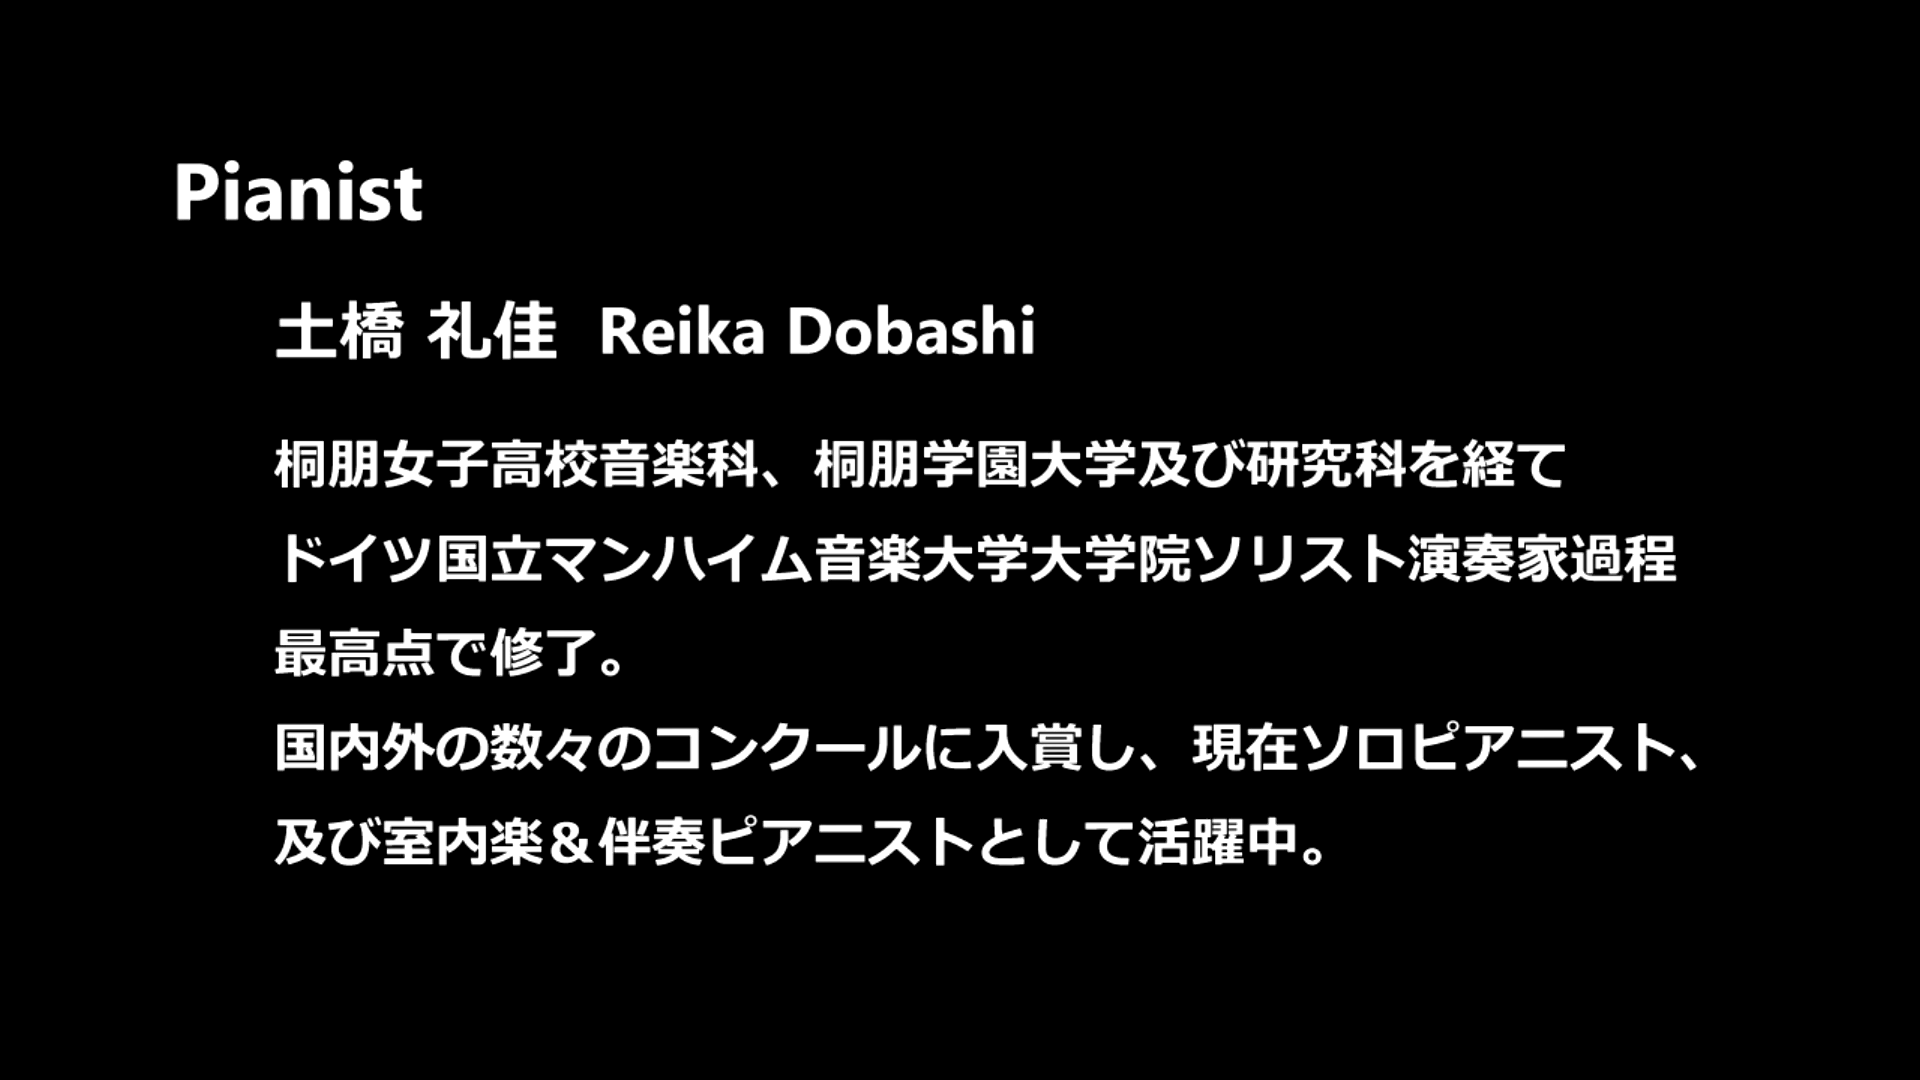 Pianist
土橋 礼佳 Reika Dobashi
桐朋女子高校音楽科、桐朋学園大学及び研究科を経て
ドイツ国立マンハイム音楽大学大学院ソリスト演奏家過程
最高点で修了。
国内外の数々のコンクールに入賞し、現在ソロピアニスト、
及び室内楽＆伴奏ピアニストとして活躍中。